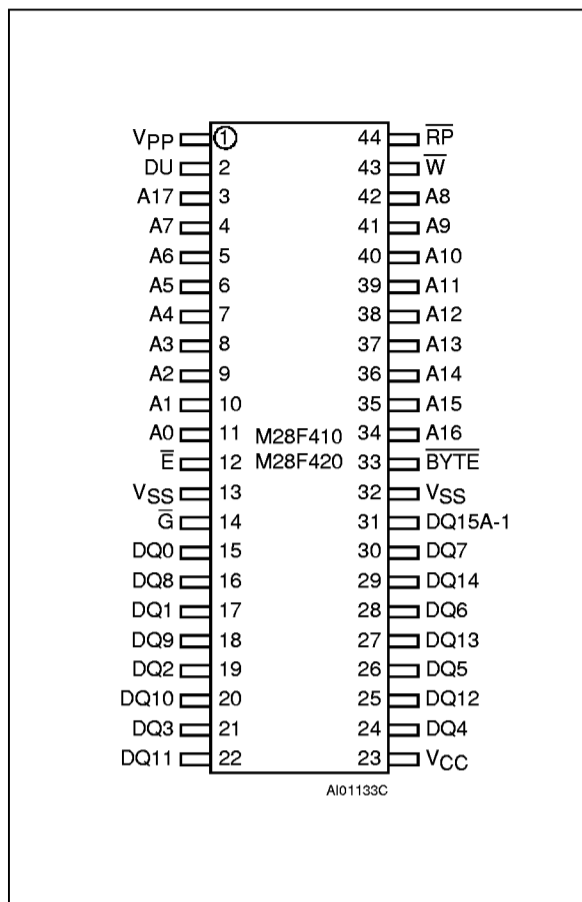 VPP 1 44 R̅P̅
DU 2 43 W̅
A17 3 42 A8
A7 4 41 A9
A6 5 40 A10
A5 6 39 A11
A4 7 38 A12
A3 8 37 A13
A2 9 36 A14
A1 10 35 A15
A0 11 M28F410 34 A16
E̅ 12 M28F420 33 B̅Y̅T̅E̅
VSS 13 32 VSS
G̅ 14 31 DQ15A-1
DQ0 15 30 DQ7
DQ8 16 29 DQ14
DQ1 17 28 DQ6
DQ9 18 27 DQ13
DQ2 19 26 DQ5
DQ10 20 25 DQ12
DQ3 21 24 DQ4
DQ11 22 23 VCC
AI01133C